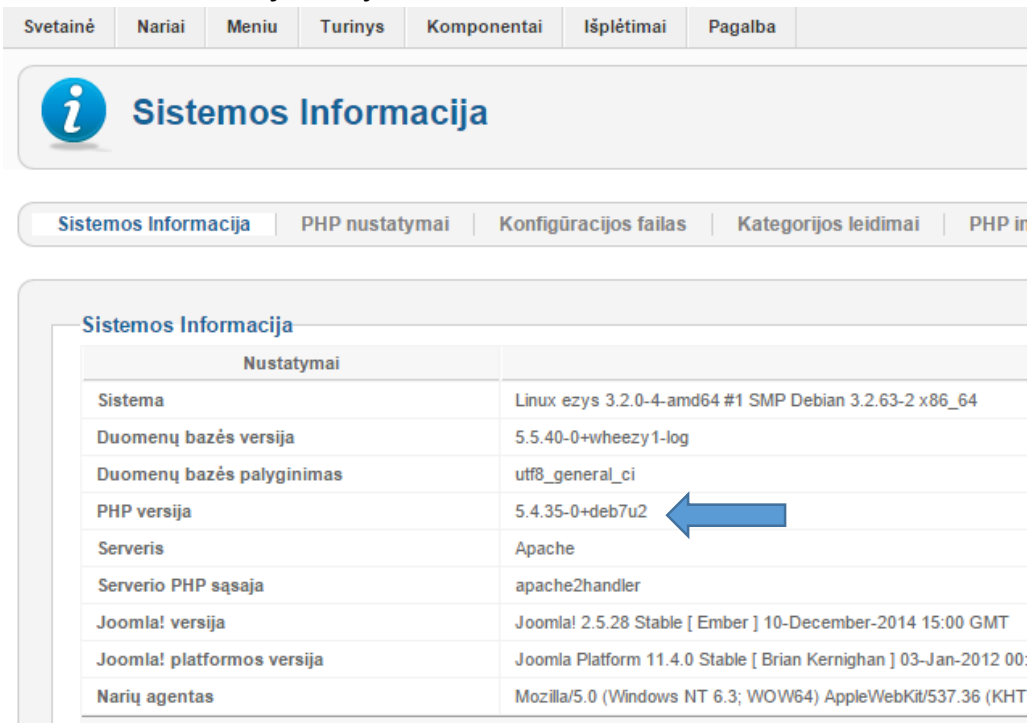 Svetainė Nariai Meniu Turinys Komponentai Išplėtimai Pagalba
Sistemos Informacija
Sistemos Informacija PHP nustatymai Konfigūracijos failas Kategorijos leidimai PHP
Sistemos Informacija
Nustatymai
Sistema Linux ezys 3.2.0-4-amd64 #1 SMP Debian 3.2.63-2 x86_64
Duomenų bazės versija 5.5.40-0+wheezy1-log
Duomenų bazės palyginimas utf8_general_ci
PHP versija 5.4.35-0+deb7u2
Serveris Apache
Serverio PHP sąsaja apache2handler
Joomla! versija Joomla! 2.5.28 Stable [ Ember ] 10-December-2014 15:00 GMT
Joomla! platformos versija Joomla Platform 11.4.0 Stable [ Brian Kernighan ] 03-Jan-2012 00:
Narių agentas Mozilla/5.0 (Windows NT 6.3; WOW64) AppleWebKit/537.36 (KHT